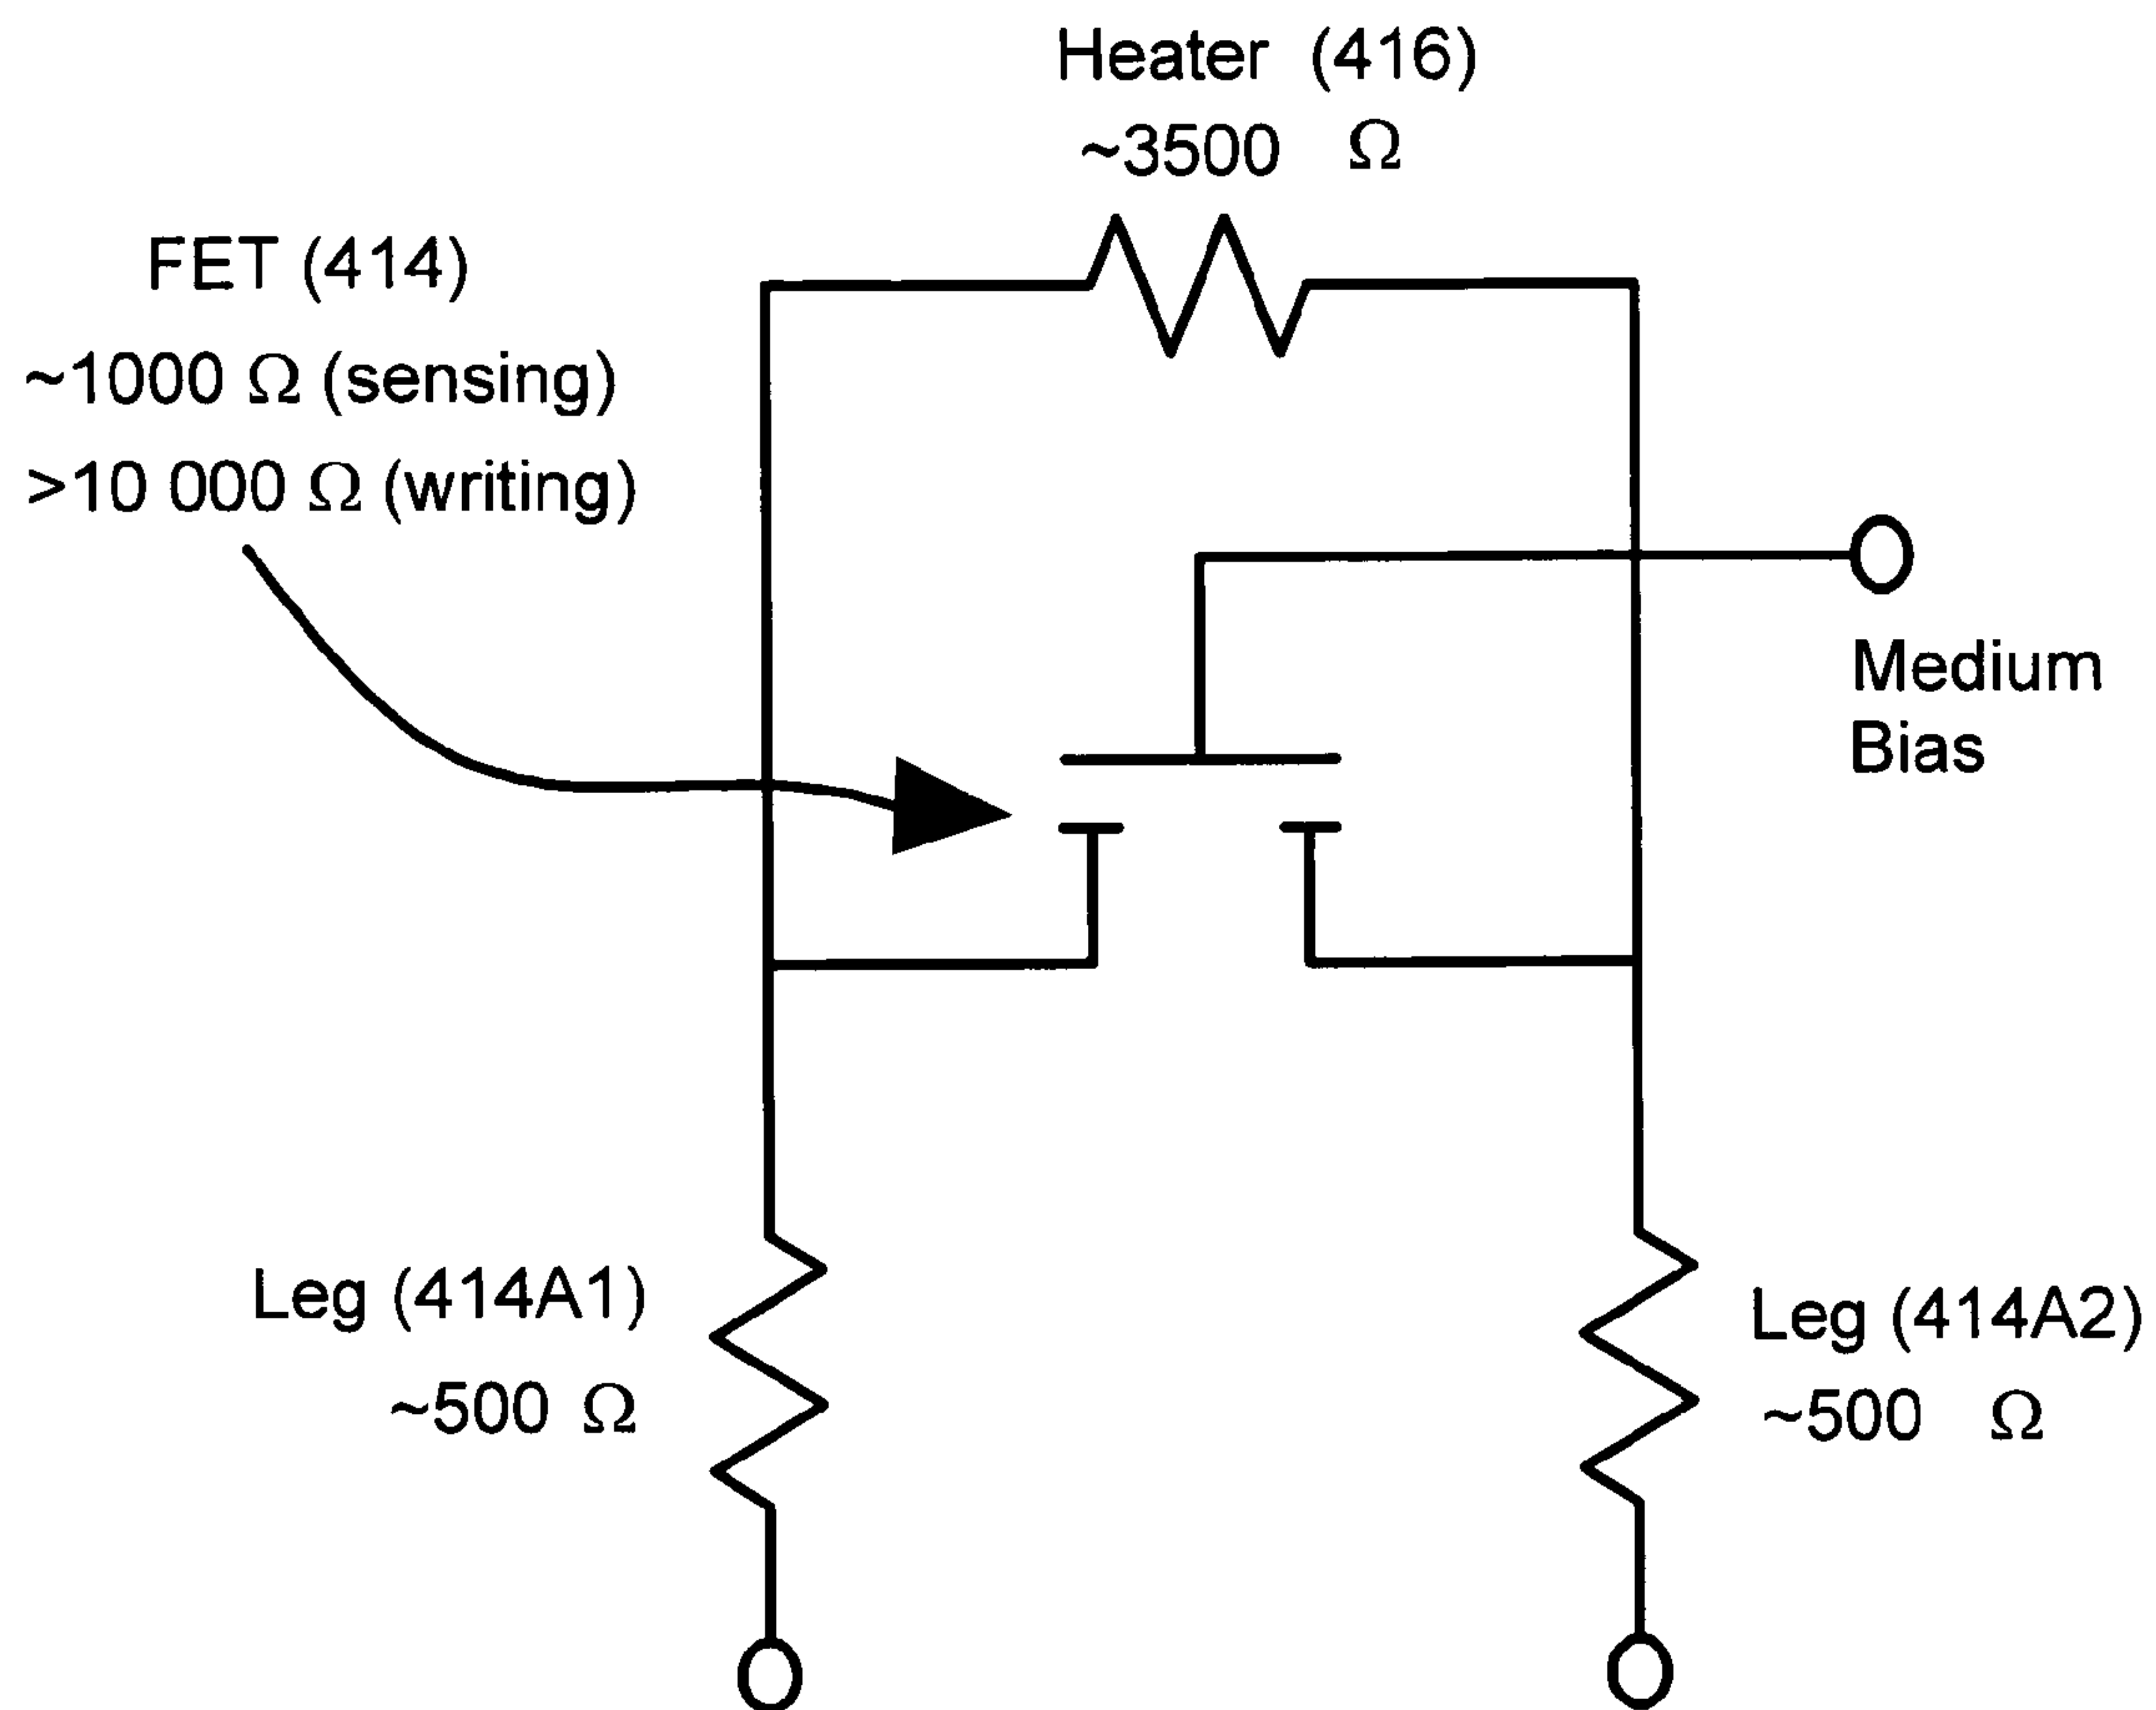 Heater (416)
~3500 Ω
FET (414)
~1000 Ω (sensing)
>10 000 Ω (writing)
Medium
Bias
Leg (414A1)
~500 Ω
Leg (414A2)
~500 Ω